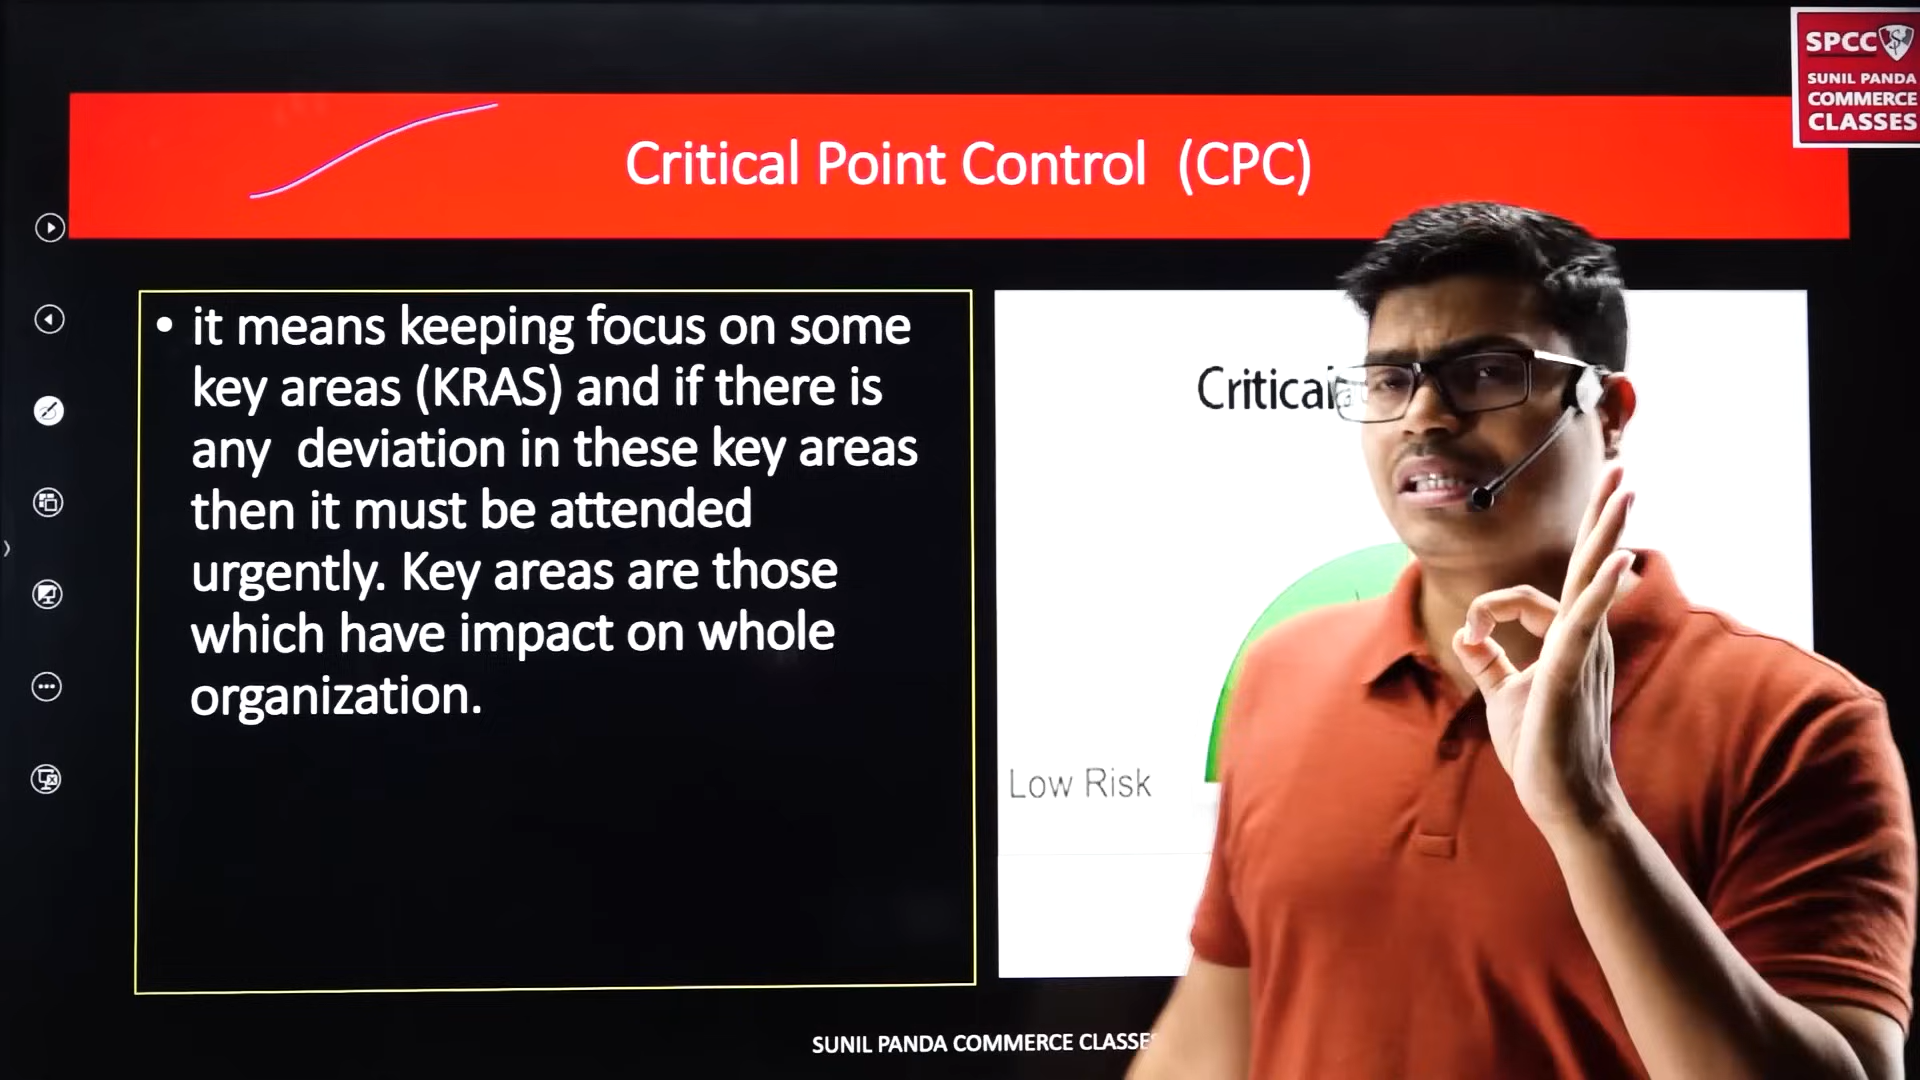 SPCC
SUNIL PANDA
COMMERCE
CLASSES
Critical Point Control (CPC)
• it means keeping focus on some
key areas (KRAS) and if there is
any deviation in these key areas
then it must be attended
urgently. Key areas are those
which have impact on whole
organization.
Critical
Low Risk
SUNIL PANDA COMMERCE CLASSE